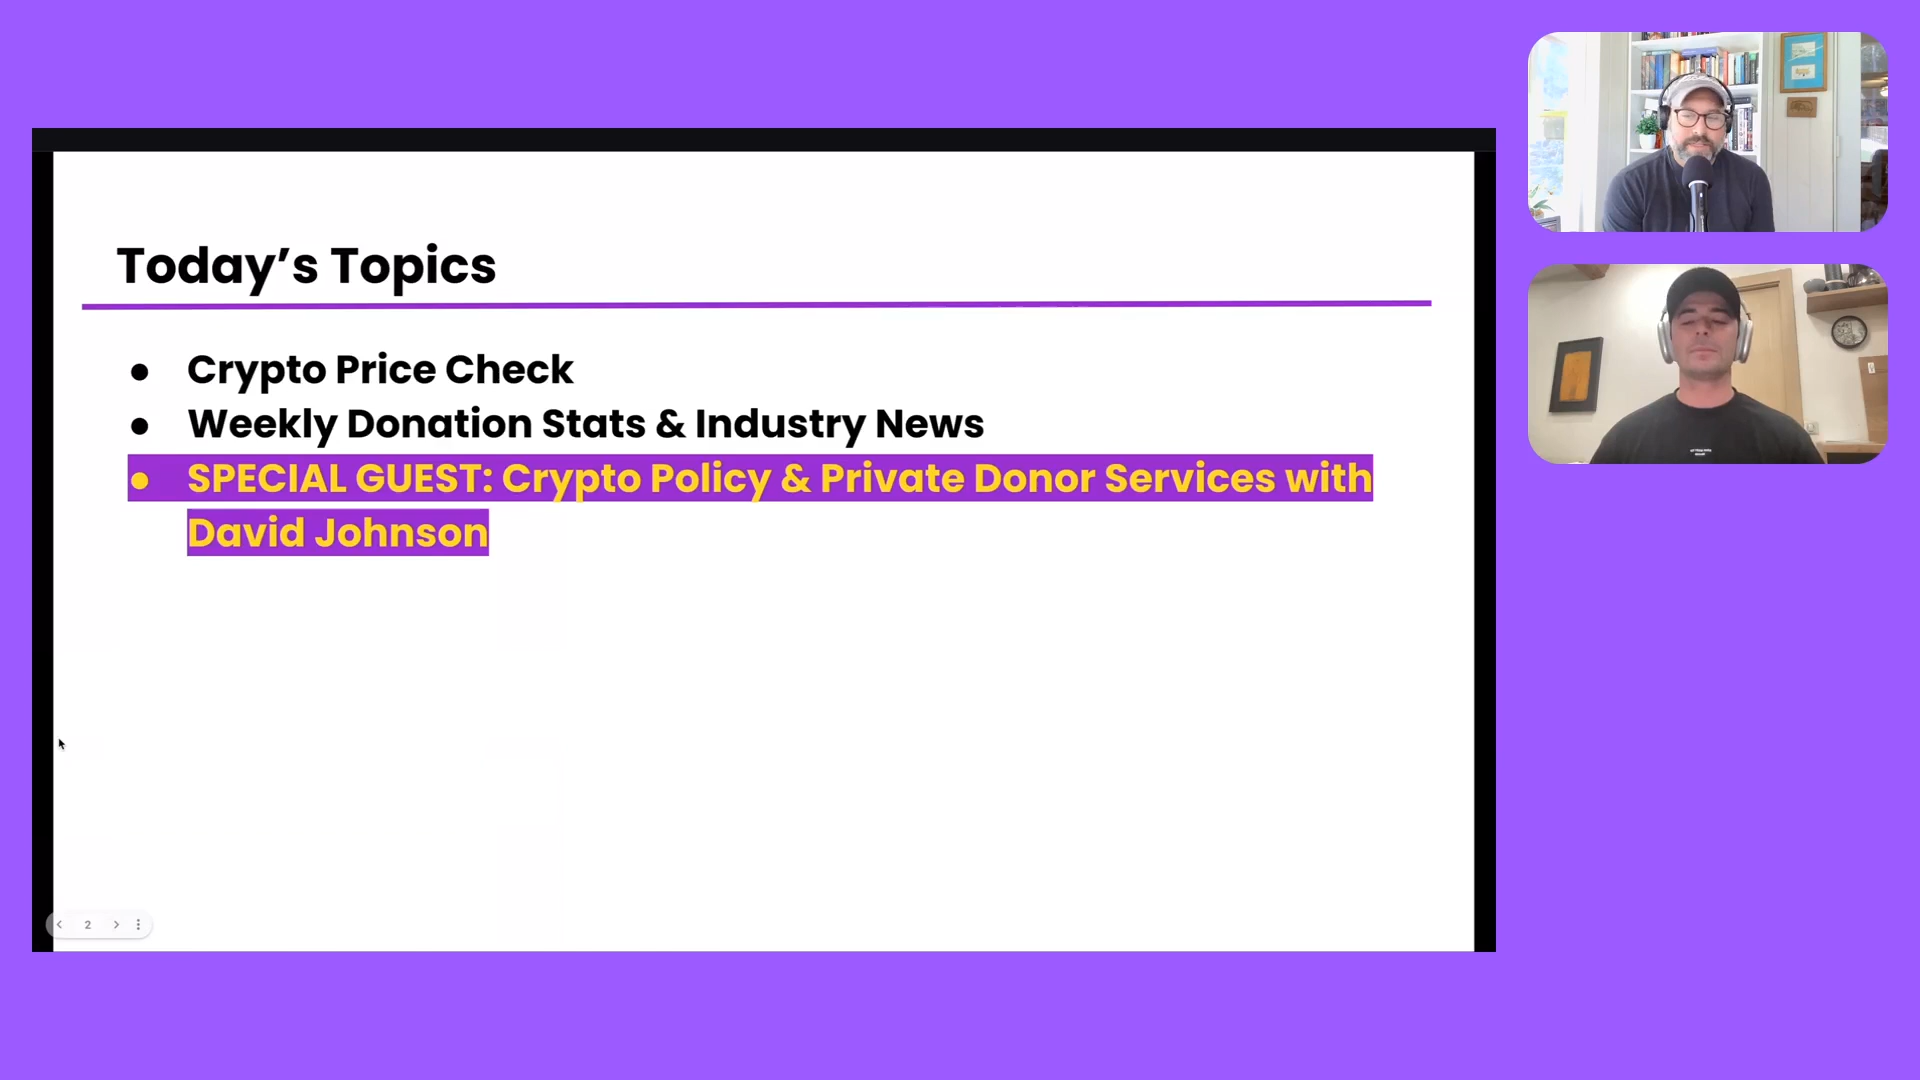 Today’s Topics
● Crypto Price Check
● Weekly Donation Stats & Industry News
● SPECIAL GUEST: Crypto Policy & Private Donor Services with
David Johnson
2